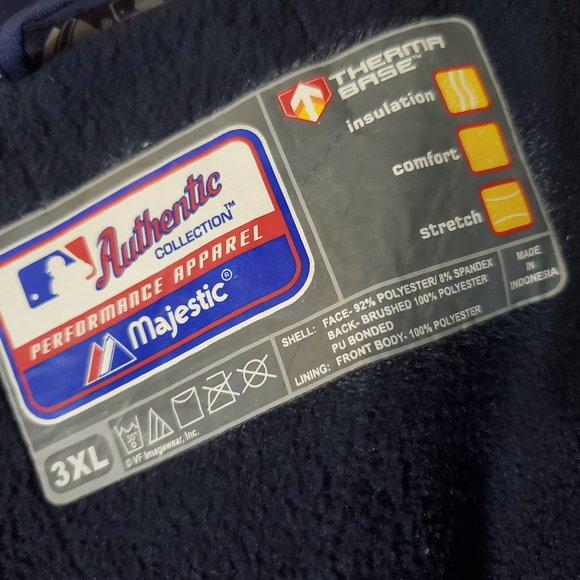 Authentic
COLLECTION™
PERFORMANCE APPAREL
Majestic®
THERMA
BASE™
insulation
comfort
stretch
SHELL: FACE- 92% POLYESTER/ 8% SPANDEX
BACK- BRUSHED 100% POLYESTER
PU BONDED
LINING: FRONT BODY- 100% POLYESTER
MADE
IN
INDONESIA
3XL
30°
© VF Imagewear, Inc.